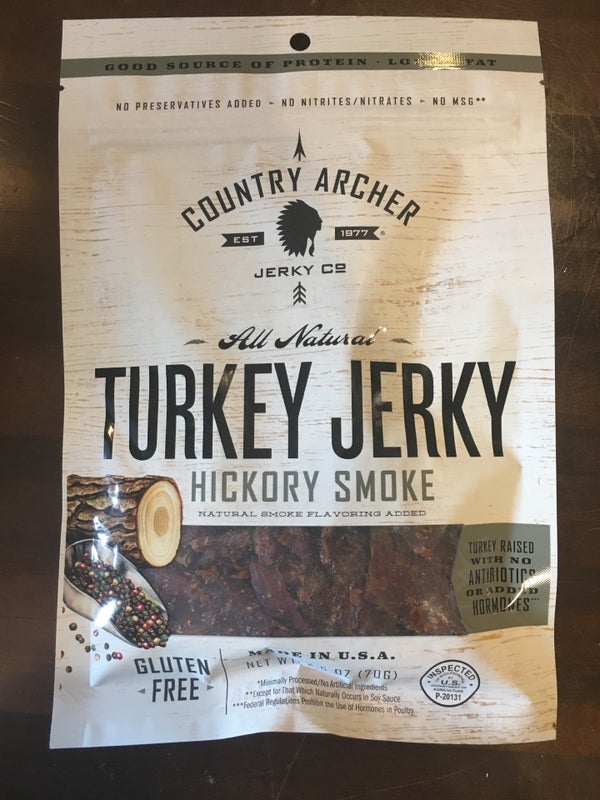 GOOD SOURCE OF PROTEIN · LOW FAT
NO PRESERVATIVES ADDED - NO NITRITES/NITRATES - NO MSG**
COUNTRY ARCHER
EST 1977 ®
JERKY CO
All Natural
TURKEY JERKY
HICKORY SMOKE
NATURAL SMOKE FLAVORING ADDED
TURKEY RAISED
WITH NO
ANTIBIOTICS
OR ADDED
HORMONES***
GLUTEN
FREE
MADE IN U.S.A.
NET WT OZ (70G)
*Minimally Processed/No Artificial Ingredients
**Except for That Which Naturally Occurs in Soy Sauce
***Federal Regulations Prohibit the Use of Hormones in Poultry
INSPECTED
U.S.
AGRICULTURE
P-20131